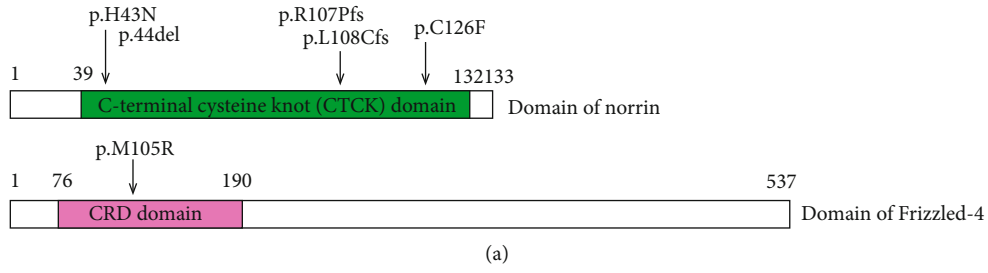 p.H43N p.R107Pfs
p.44del p.L108Cfs p.C126F
1 39 132133
C-terminal cysteine knot (CTCK) domain
Domain of norrin
p.M105R
1 76 190 537
CRD domain
Domain of Frizzled-4
(a)